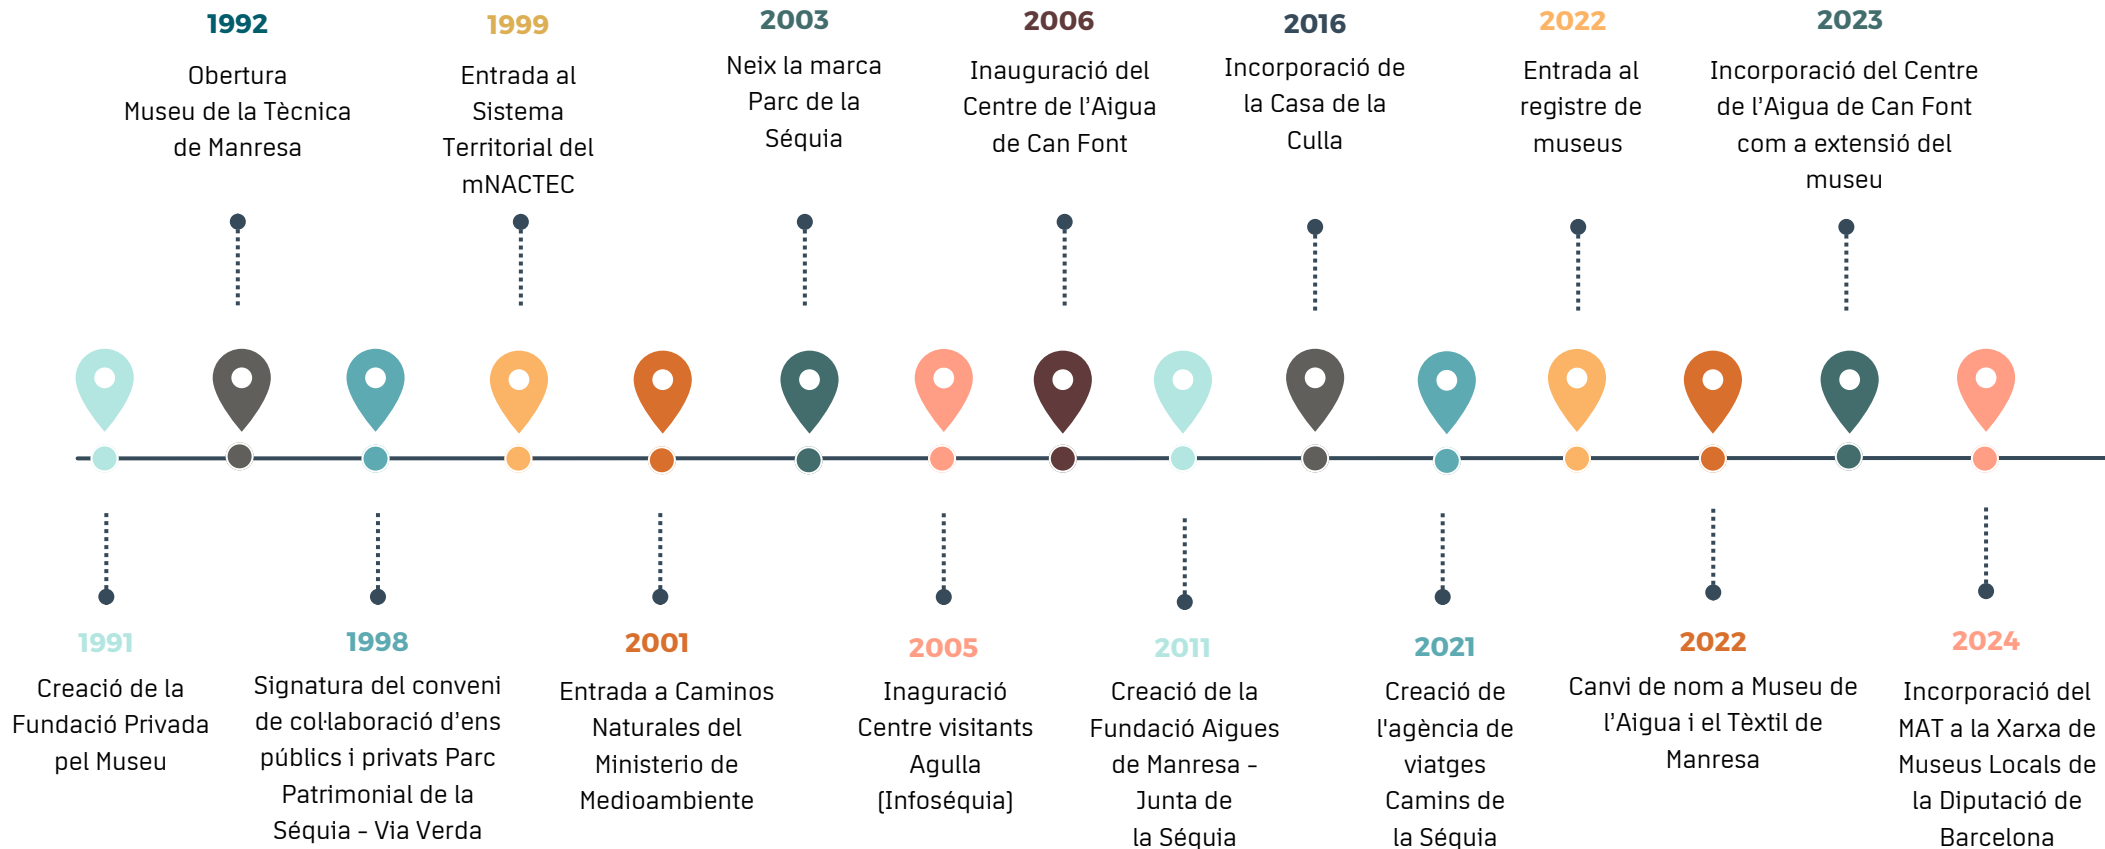 1992
Obertura
Museu de la Tècnica
de Manresa
1999
Entrada al
Sistema
Territorial del
mNACTEC
2003
Neix la marca
Parc de la
Séquia
2006
Inauguració del
Centre de l’Aigua
de Can Font
2016
Incorporació de
la Casa de la
Culla
2022
Entrada al
registre de
museus
2023
Incorporació del Centre
de l’Aigua de Can Font
com a extensió del
museu
1991
Creació de la
Fundació Privada
pel Museu
1998
Signatura del conveni
de col·laboració d’ens
públics i privats Parc
Patrimonial de la
Séquia - Via Verda
2001
Entrada a Caminos
Naturales del
Ministerio de
Medioambiente
2005
Inaguració
Centre visitants
Agulla
(Infoséquia)
2011
Creació de la
Fundació Aigues
de Manresa -
Junta de
la Séquia
2021
Creació de
l'agència de
viatges
Camins de
la Séquia
2022
Canvi de nom a Museu de
l’Aigua i el Tèxtil de
Manresa
2024
Incorporació del
MAT a la Xarxa de
Museus Locals de
la Diputació de
Barcelona